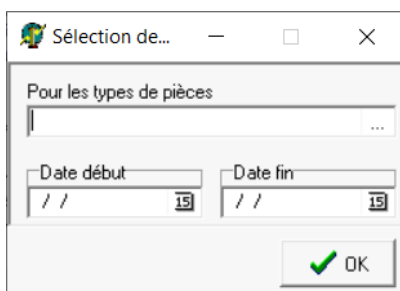 Sélection de...
Pour les types de pièces
...
Date début
Date fin
/ /
15
/ /
15
OK